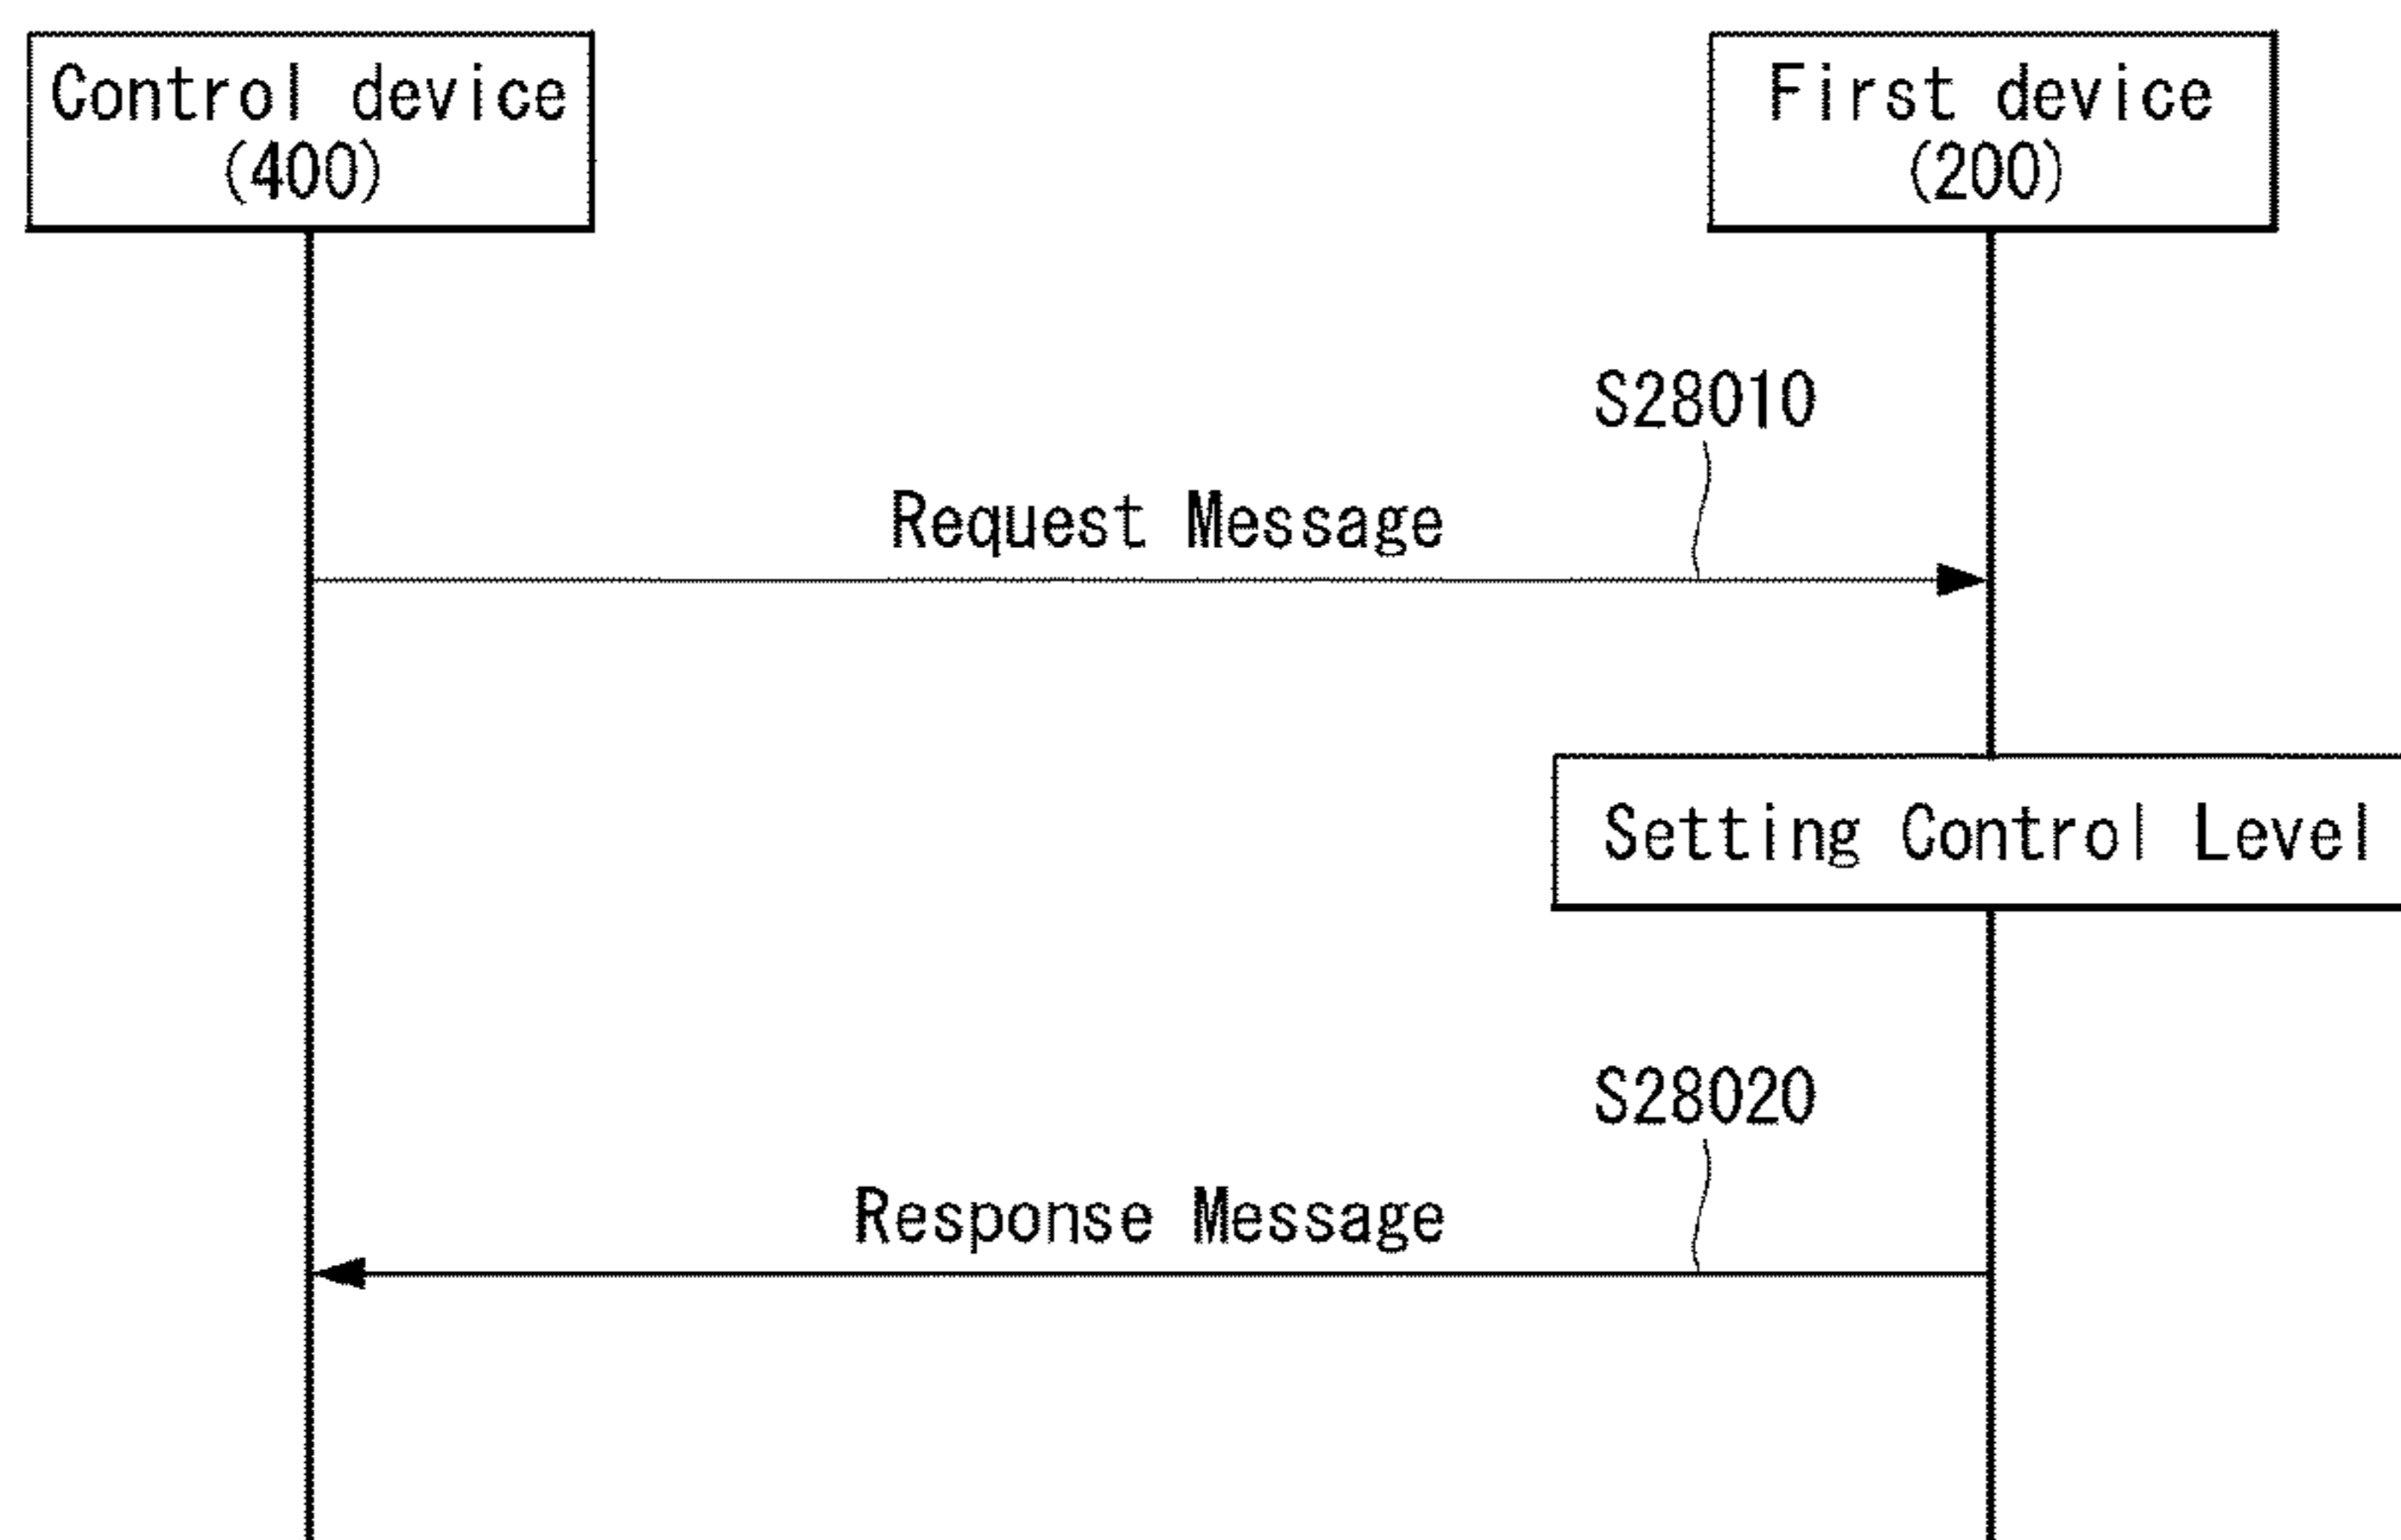 Control device
(400)
First device
(200)
S28010
Request Message
Setting Control Level
S28020
Response Message